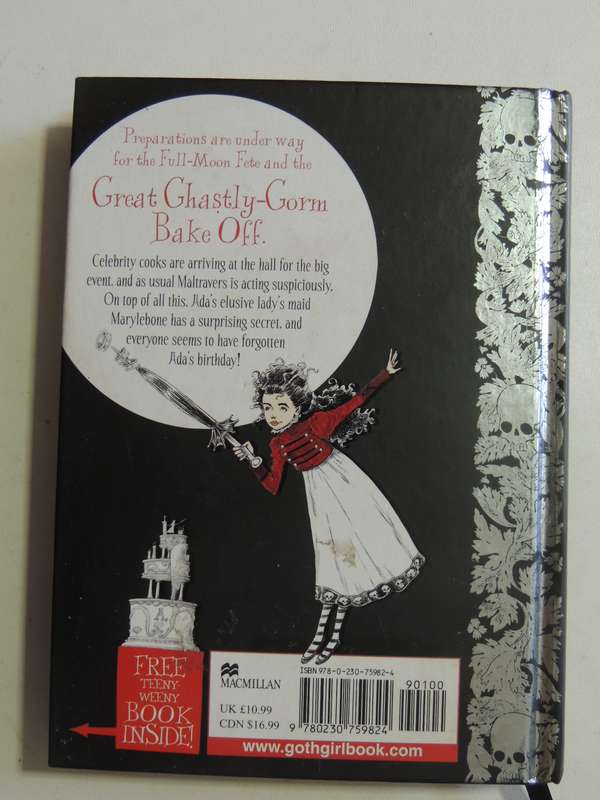 Preparations are under way
for the Full-Moon Fete and the
Great Ghastly-Gorm
Bake Off.
Celebrity cooks are arriving at the hall for the big
event, and as usual Maltravers is acting suspiciously.
On top of all this, Ada's elusive lady's maid
Marylebone has a surprising secret, and
everyone seems to have forgotten
Ada's birthday!
FREE
TEENY-
WEENY
BOOK
INSIDE!
MACMILLAN
UK £10.99
CDN $16.99
ISBN 978-0-230-75982-4
90100
9 780230 759824
www.gothgirlbook.com